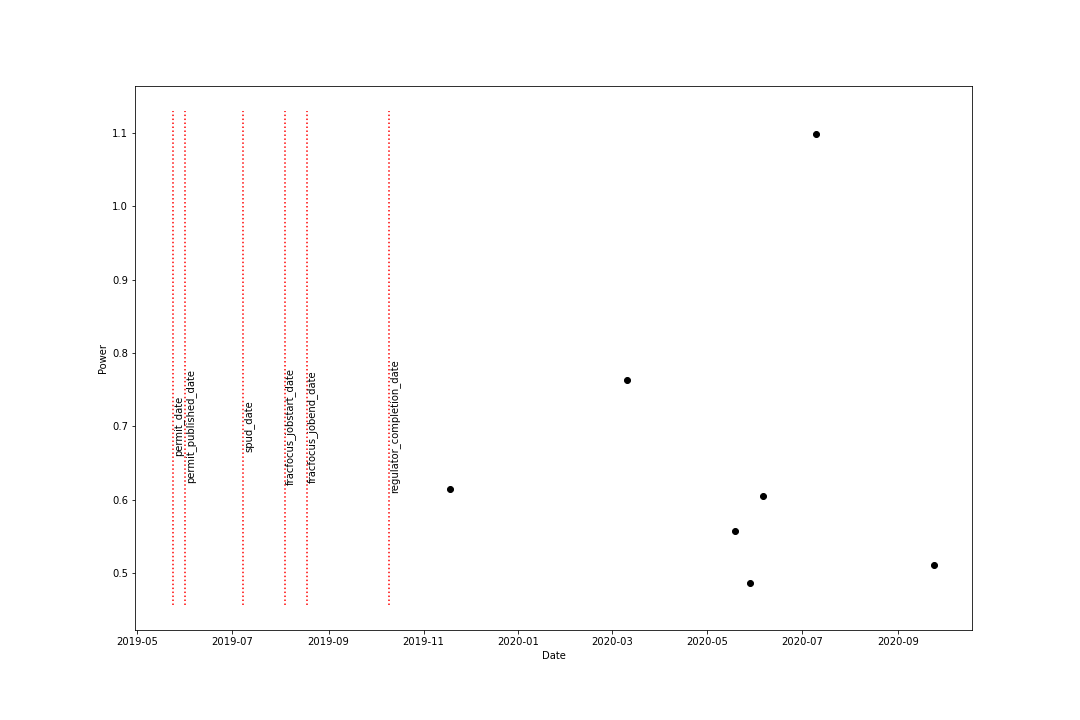 1.1
1.0
0.9
0.8
0.7
0.6
0.5
Power
permit_date
permit_published_date
spud_date
fracfocus_jobstart_date
fracfocus_jobend_date
regulator_completion_date
2019-05
2019-07
2019-09
2019-11
2020-01
2020-03
2020-05
2020-07
2020-09
Date